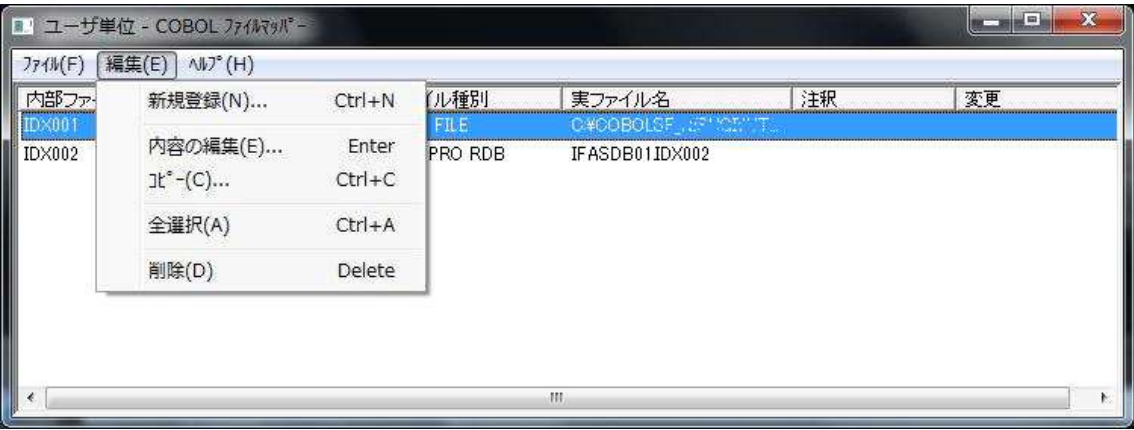 ユーザ単位 - COBOL ﾌｧｲﾙﾏｯﾊﾟｰ
ﾌｧｲﾙ(F) 編集(E) ﾍﾙﾌﾟ(H)
内部ファ ル種別 実ファイル名 注釈 変更
IDX001 FILE
IDX002 PRO RDB IFASDB01IDX002
新規登録(N)... Ctrl+N
内容の編集(E)... Enter
ｺﾋﾟｰ(C)... Ctrl+C
全選択(A) Ctrl+A
削除(D) Delete